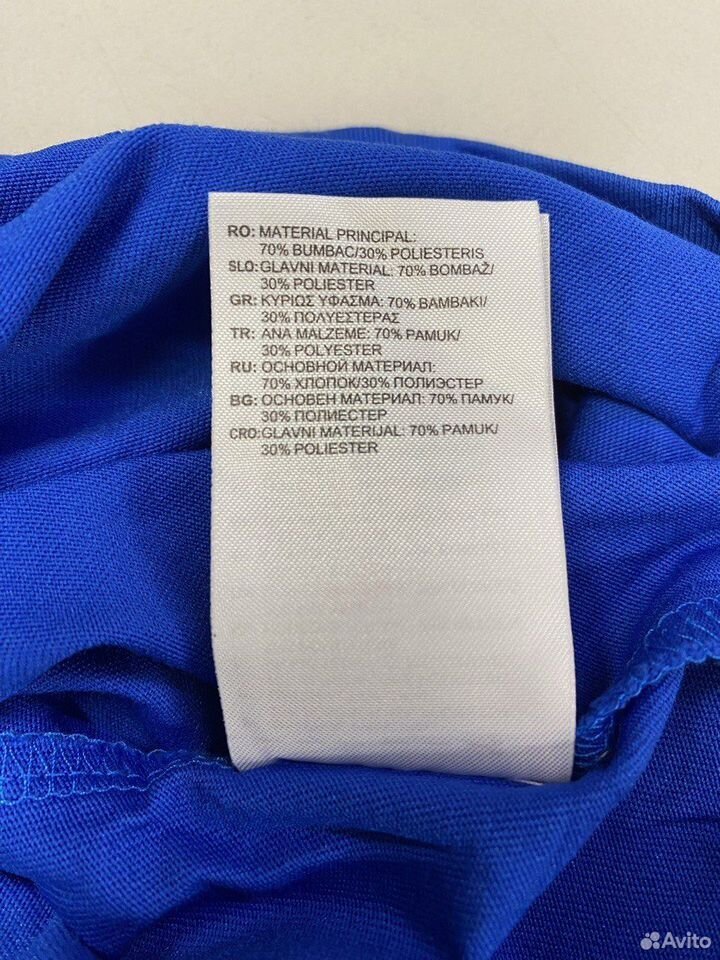 RO: MATERIAL PRINCIPAL:
70% BUMBAC/30% POLIESTERIS
SLO: GLAVNI MATERIAL: 70% BOMBAŽ/
30% POLIESTER
GR: ΚΥΡΙΩΣ ΥΦΑΣΜΑ: 70% ΒΑΜΒΑΚΙ/
30% ΠΟΛΥΕΣΤΕΡΑΣ
TR: ANA MALZEME: 70% PAMUK/
30% POLYESTER
RU: ОСНОВНОЙ МАТЕРИАЛ:
70% ХЛОПОК/30% ПОЛИЭСТЕР
BG: ОСНОВЕН МАТЕРИАЛ: 70% ПАМУК/
30% ПОЛИЕСТЕР
CRO: GLAVNI MATERIJAL: 70% PAMUK/
30% POLIESTER
Avito